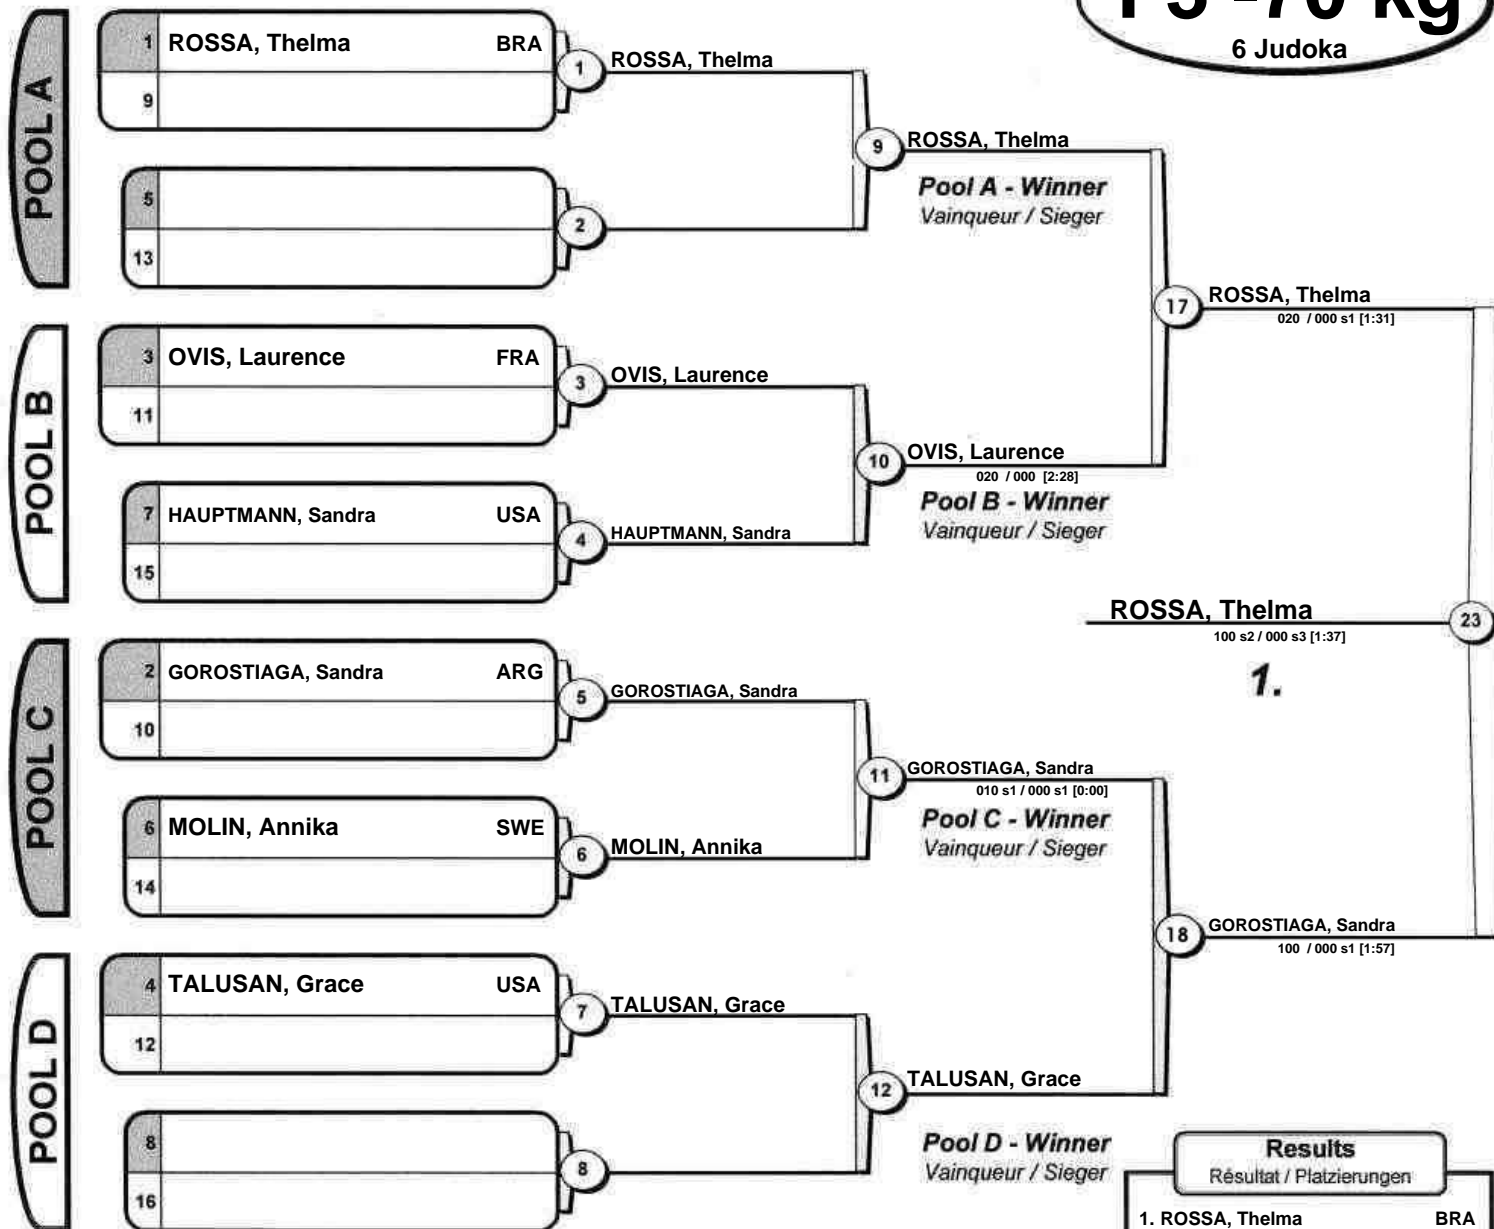 F5 -70 kg
6 Judoka
POOL A
1 ROSSA, Thelma BRA
9
1
ROSSA, Thelma
5
13
2
9
ROSSA, Thelma
Pool A - Winner
Vainqueur / Sieger
POOL B
3 OVIS, Laurence FRA
11
3
OVIS, Laurence
7 HAUPTMANN, Sandra USA
15
4
HAUPTMANN, Sandra
10
OVIS, Laurence
020 / 000 [2:28]
Pool B - Winner
Vainqueur / Sieger
17
ROSSA, Thelma
020 / 000 s1 [1:31]
ROSSA, Thelma
100 s2 / 000 s3 [1:37]
1.
23
POOL C
2 GOROSTIAGA, Sandra ARG
10
5
GOROSTIAGA, Sandra
6 MOLIN, Annika SWE
14
6
MOLIN, Annika
11
GOROSTIAGA, Sandra
010 s1 / 000 s1 [0:00]
Pool C - Winner
Vainqueur / Sieger
18
GOROSTIAGA, Sandra
100 / 000 s1 [1:57]
POOL D
4 TALUSAN, Grace USA
12
7
TALUSAN, Grace
8
16
8
12
TALUSAN, Grace
Pool D - Winner
Vainqueur / Sieger
Results
Résultat / Platzierungen
1. ROSSA, Thelma BRA